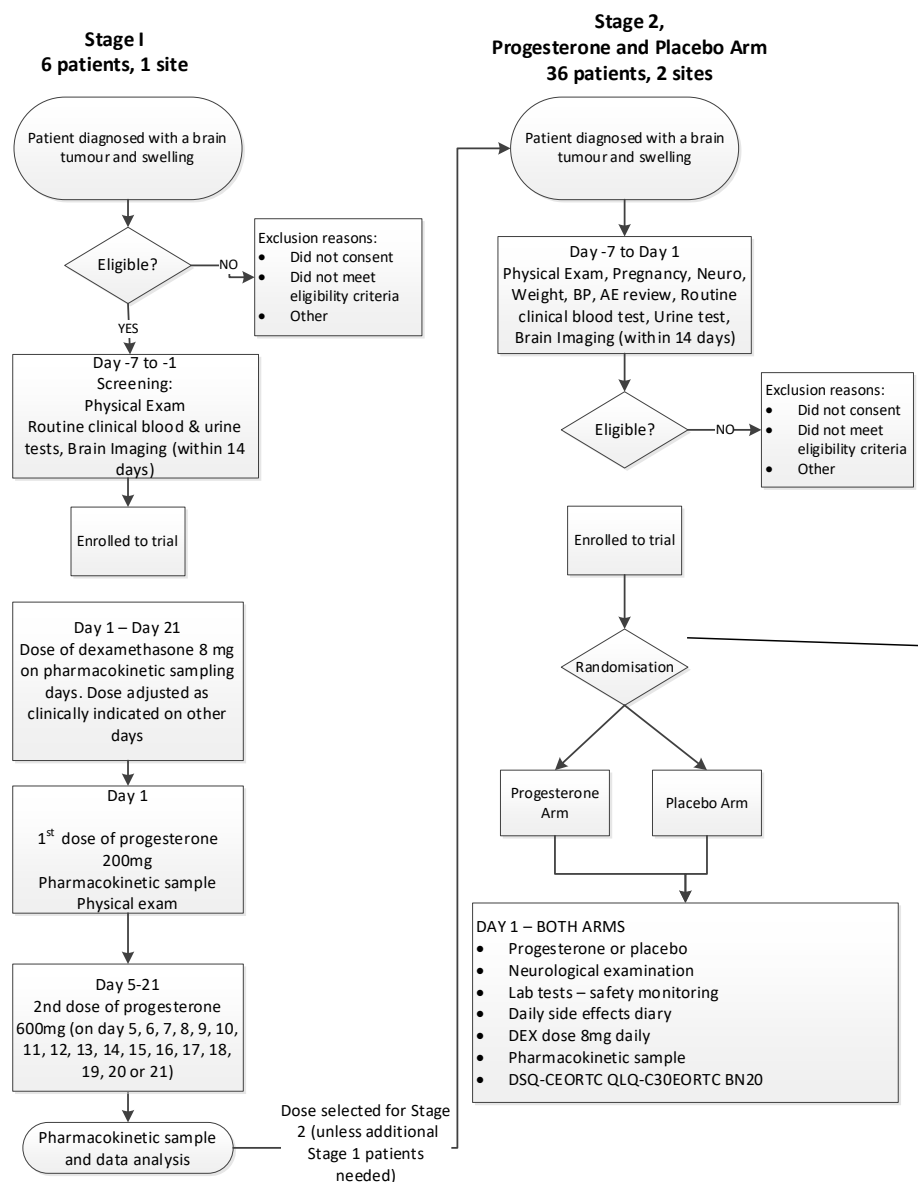 Stage I
6 patients, 1 site
Patient diagnosed with a brain
tumour and swelling
Eligible?
NO
Exclusion reasons:
• Did not consent
• Did not meet
eligibility criteria
• Other
YES
Day -7 to -1
Screening:
Physical Exam
Routine clinical blood & urine
tests, Brain Imaging (within 14
days)
Enrolled to trial
Day 1 – Day 21
Dose of dexamethasone 8 mg
on pharmacokinetic sampling
days. Dose adjusted as
clinically indicated on other
days
Day 1
1st dose of progesterone
200mg
Pharmacokinetic sample
Physical exam
Day 5-21
2nd dose of progesterone
600mg (on day 5, 6, 7, 8, 9, 10,
11, 12, 13, 14, 15, 16, 17, 18,
19, 20 or 21)
Pharmacokinetic sample
and data analysis
Dose selected for Stage
2 (unless additional
Stage 1 patients
needed)
Stage 2,
Progesterone and Placebo Arm
36 patients, 2 sites
Patient diagnosed with a brain
tumour and swelling
Day -7 to Day 1
Physical Exam, Pregnancy, Neuro,
Weight, BP, AE review, Routine
clinical blood test, Urine test,
Brain Imaging (within 14 days)
Eligible?
NO
Exclusion reasons:
• Did not consent
• Did not meet
eligibility criteria
• Other
Enrolled to trial
Randomisation
Progesterone
Arm
Placebo Arm
DAY 1 – BOTH ARMS
• Progesterone or placebo
• Neurological examination
• Lab tests – safety monitoring
• Daily side effects diary
• DEX dose 8mg daily
• Pharmacokinetic sample
• DSQ-CEORTC QLQ-C30EORTC BN20